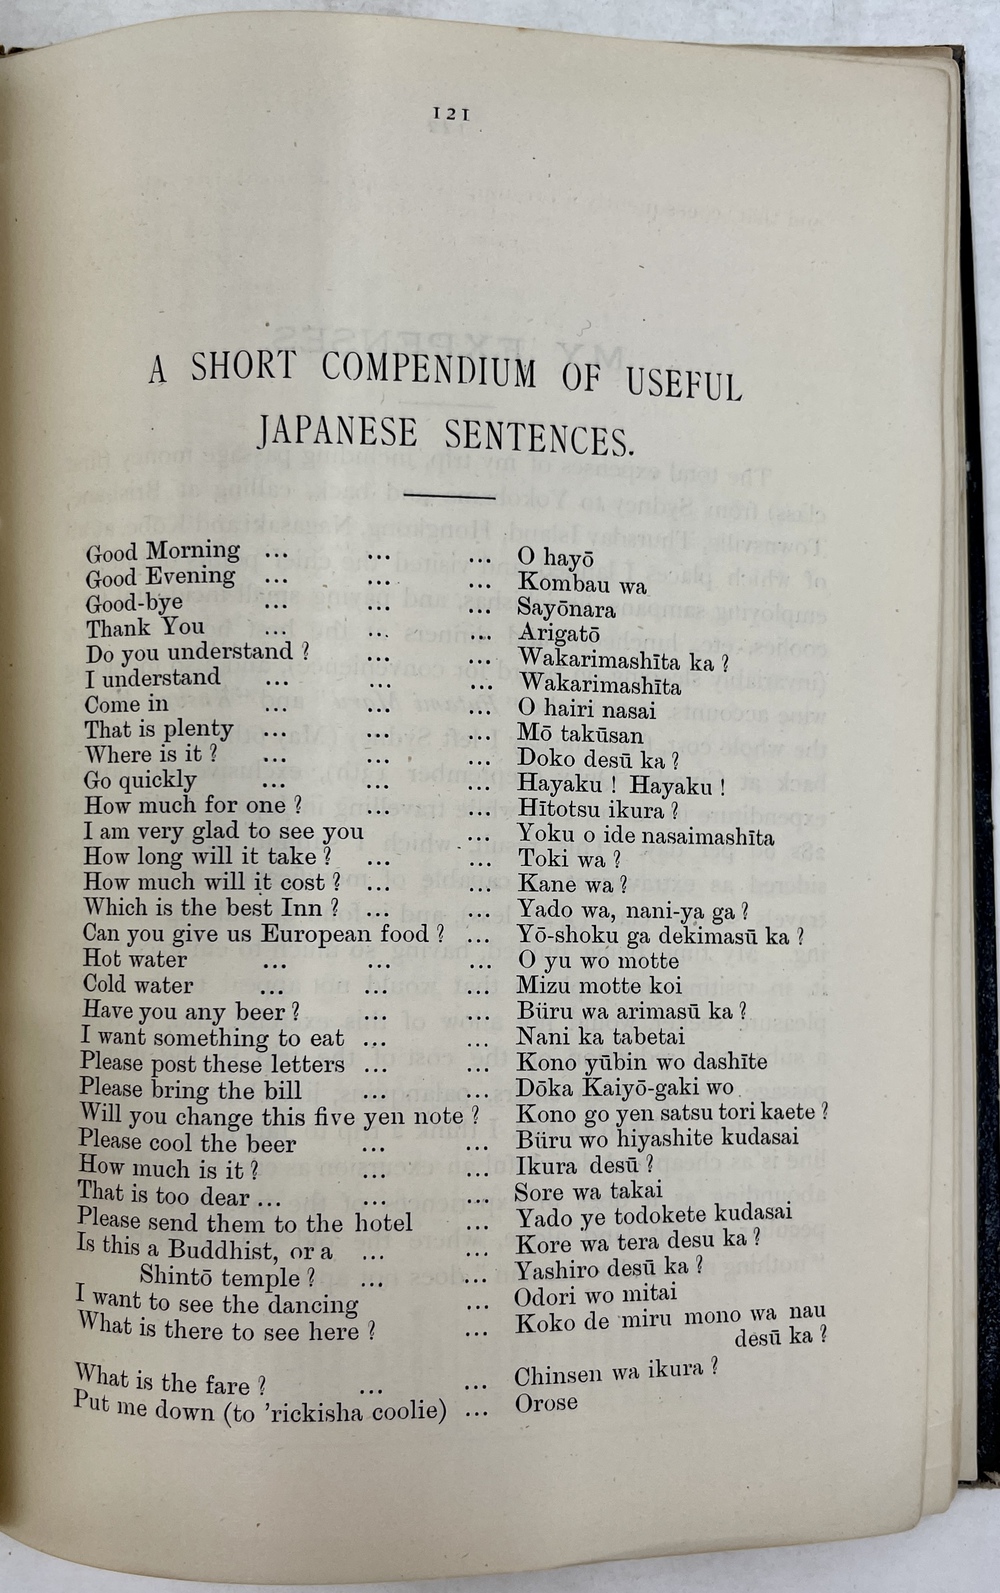 121
A SHORT COMPENDIUM OF USEFUL
JAPANESE SENTENCES.
Good Morning ... ... ... O hayō
Good Evening ... ... ... Kombau wa
Good-bye ... ... ... Sayōnara
Thank You ... ... ... Arigatō
Do you understand ? ... ... Wakarimashīta ka ?
I understand ... ... ... Wakarimashīta
Come in ... ... ... O hairi nasai
That is plenty ... ... ... Mō takūsan
Where is it ? ... ... ... Doko desū ka ?
Go quickly ... ... ... Hayaku ! Hayaku !
How much for one ? ... ... Hītotsu ikura ?
I am very glad to see you ... Yoku o ide nasaimashīta
How long will it take ? ... ... Toki wa ?
How much will it cost ? ... ... Kane wa ?
Which is the best Inn ? ... ... Yado wa, nani-ya ga ?
Can you give us European food ? ... Yō-shoku ga dekimasū ka ?
Hot water ... ... ... O yu wo motte
Cold water ... ... ... Mizu motte koi
Have you any beer ? ... ... Büru wa arimasū ka ?
I want something to eat ... ... Nani ka tabetai
Please post these letters ... ... Kono yūbin wo dashīte
Please bring the bill ... ... Dōka Kaiyō-gaki wo
Will you change this five yen note ? Kono go yen satsu tori kaete ?
Please cool the beer ... ... Büru wo hiyashite kudasai
How much is it ? ... ... Ikura desū ?
That is too dear ... ... ... Sore wa takai
Please send them to the hotel ... Yado ye todokete kudasai
Is this a Buddhist, or a ... ... Kore wa tera desu ka ?
Shintō temple ? ... ... Yashiro desū ka ?
I want to see the dancing ... Odori wo mitai
What is there to see here ? ... Koko de miru mono wa nau
desū ka ?
What is the fare ? ... ... Chinsen wa ikura ?
Put me down (to 'rickisha coolie) ... Orose